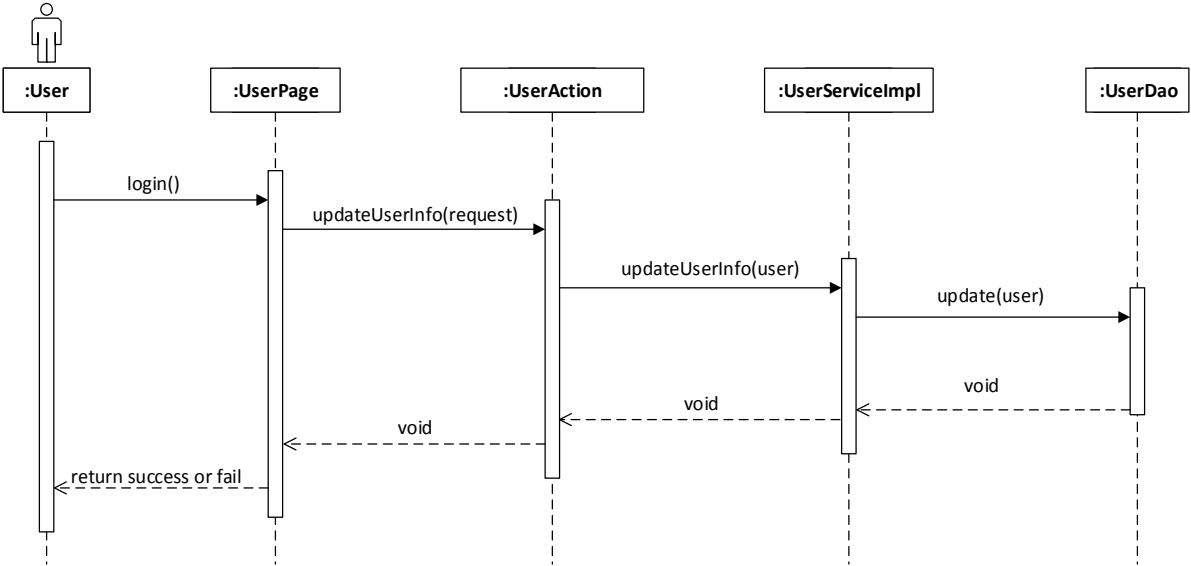 :User
:UserPage
:UserAction
:UserServiceImpl
:UserDao
login()
updateUserInfo(request)
updateUserInfo(user)
update(user)
void
void
void
return success or fail